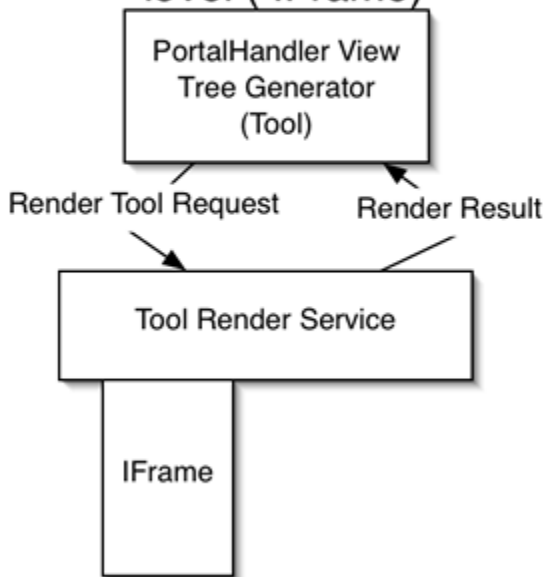 PortalHandler View
Tree Generator
(Tool)
Render Tool Request
Render Result
Tool Render Service
IFrame